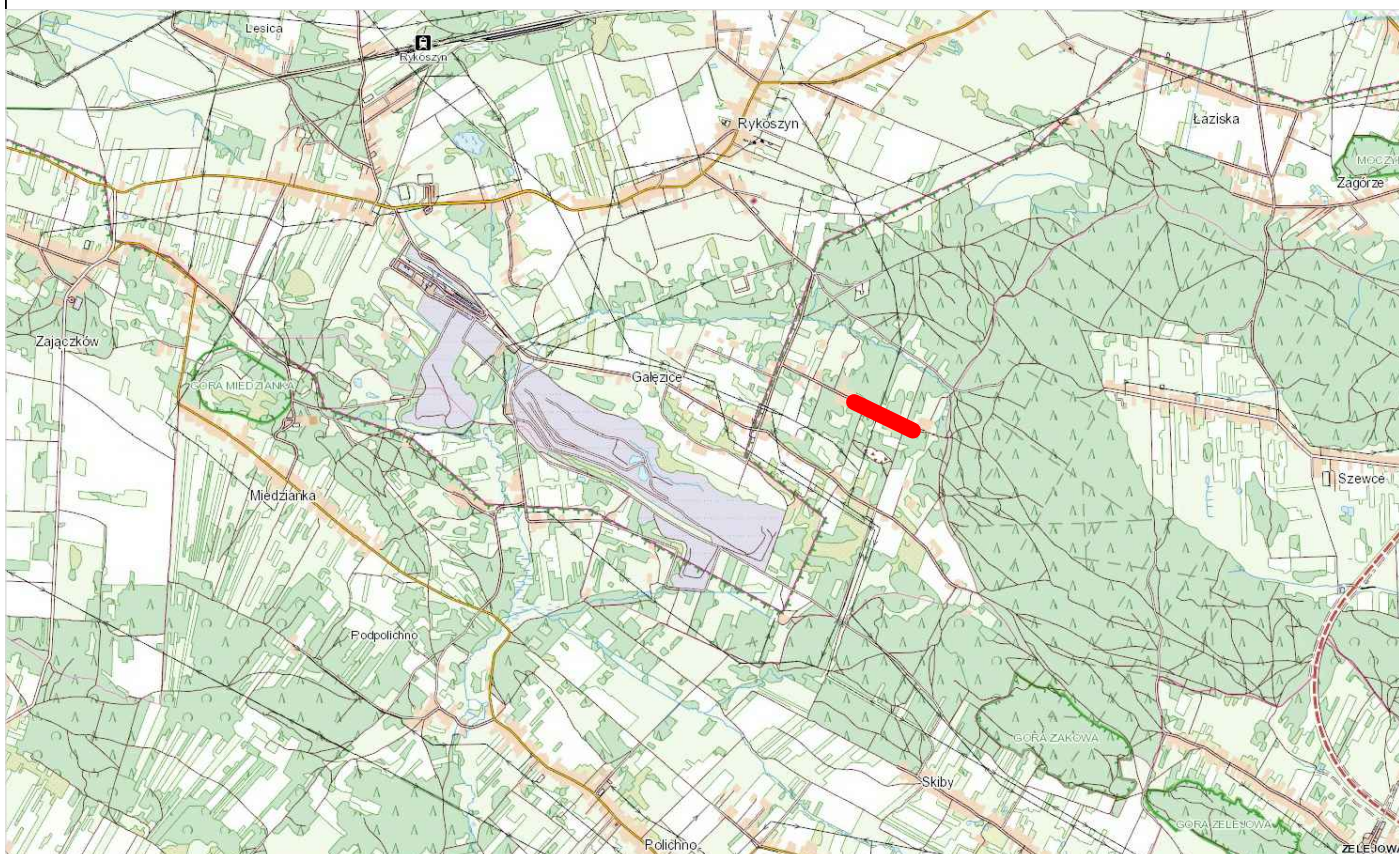 Lesica
Rykoszyn
Rykoszyn
Łaziska
MOCZY
Zagórze
Zajączków
GÓRA MIEDZIANKA
Gałęzice
Szewce
Miedzianka
Podpolichno
GÓRA ŻAKOWA
Skiby
GÓRA ZELEJOWA
Polichno
ZELEJOWA